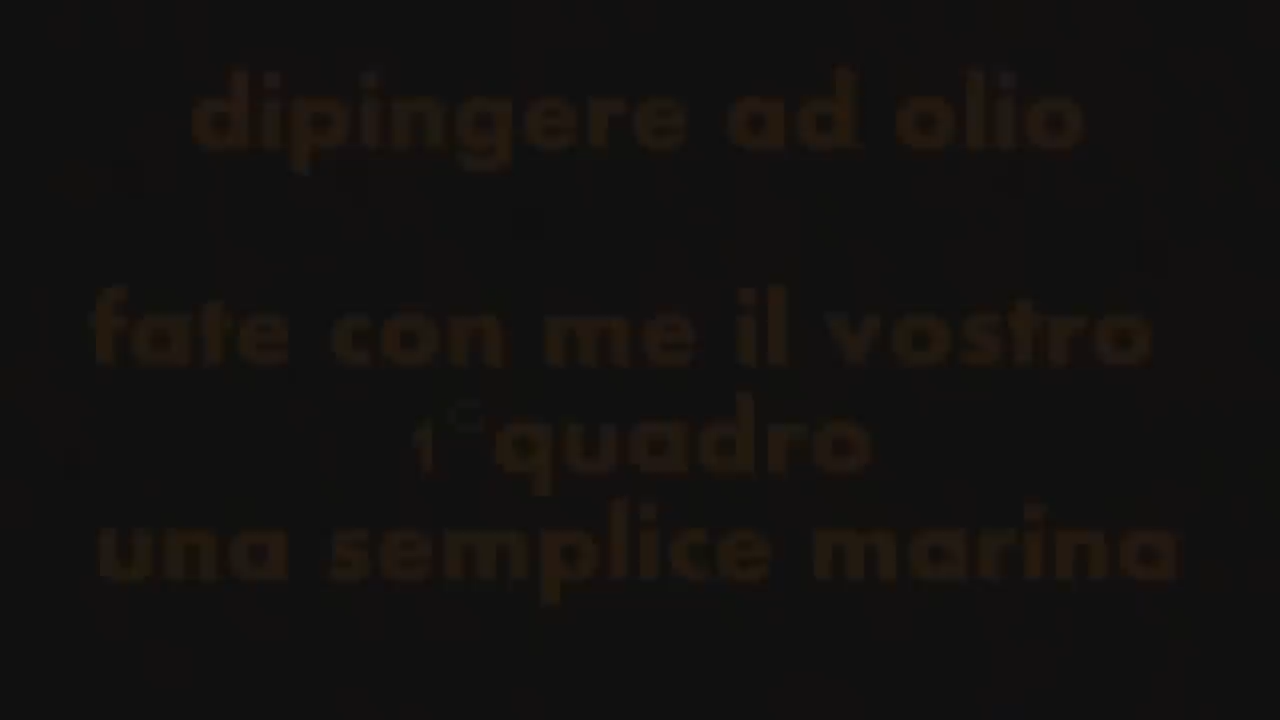 dipingere ad olio
fate con me il vostro
1°quadro
una semplice marina